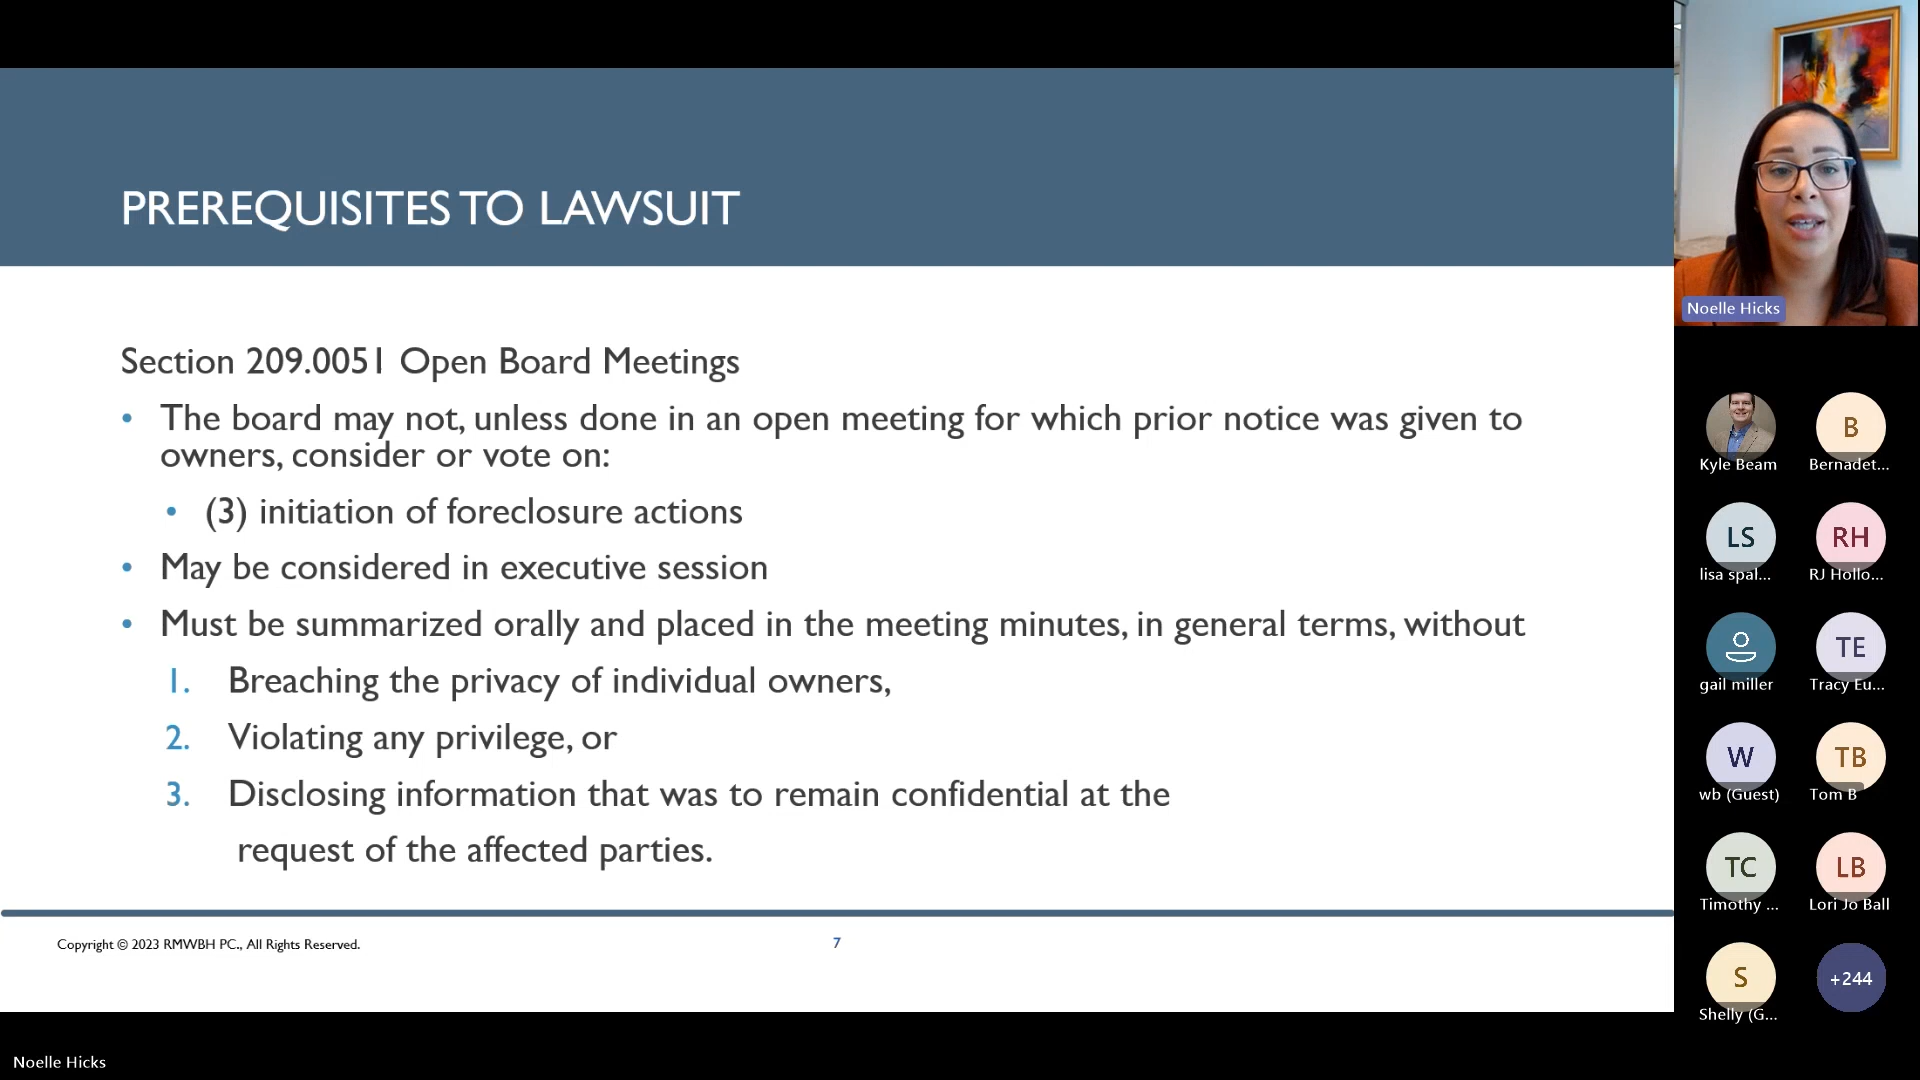 PREREQUISITES TO LAWSUIT
Section 209.0051 Open Board Meetings
• The board may not, unless done in an open meeting for which prior notice was given to
owners, consider or vote on:
• (3) initiation of foreclosure actions
• May be considered in executive session
• Must be summarized orally and placed in the meeting minutes, in general terms, without
1. Breaching the privacy of individual owners,
2. Violating any privilege, or
3. Disclosing information that was to remain confidential at the
request of the affected parties.
Copyright © 2023 RMWBH PC., All Rights Reserved.
7
Noelle Hicks
Noelle Hicks
Kyle Beam
B
Bernadet...
LS
lisa spal...
RH
RJ Hollo...
gail miller
TE
Tracy Eu...
W
wb (Guest)
TB
Tom B
TC
Timothy ...
LB
Lori Jo Ball
S
Shelly (G...
+244